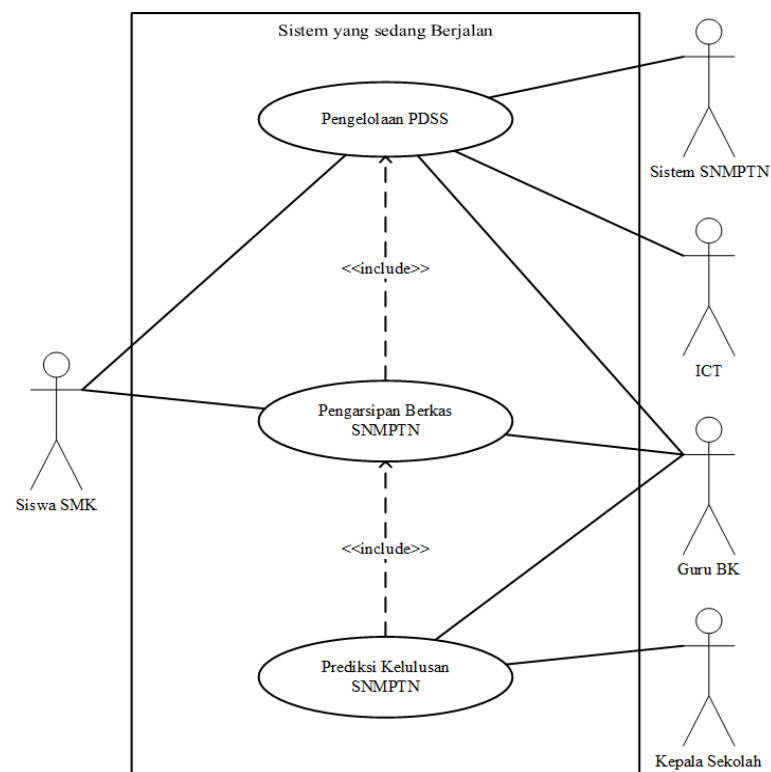 Sistem yang sedang Berjalan
Pengelolaan PDSS
Sistem SNMPTN
<<include>>
ICT
Pengarsipan Berkas
SNMPTN
Siswa SMK
<<include>>
Guru BK
Prediksi Kelulusan
SNMPTN
Kepala Sekolah